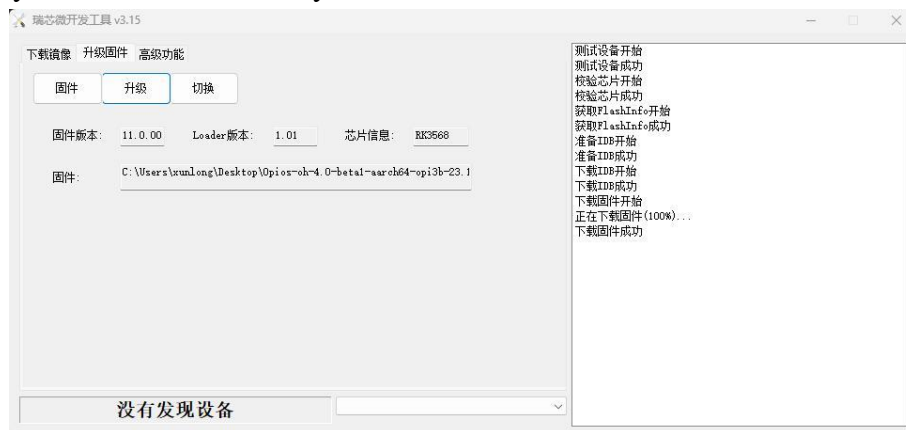 瑞芯微开发工具 v3.15
下载镜像 升级固件 高级功能
固件 升级 切换
固件版本: 11.0.00 Loader版本: 1.01 芯片信息: RK3568
固件: C:\Users\xunlong\Desktop\Opios-oh-4.0-beta1-aarch64-opi3b-23.1
没有发现设备
测试设备开始
测试设备成功
校验芯片开始
校验芯片成功
获取FlashInfo开始
获取FlashInfo成功
准备IDB开始
准备IDB成功
下载IDB开始
下载IDB成功
下载固件开始
正在下载固件(100%)...
下载固件成功